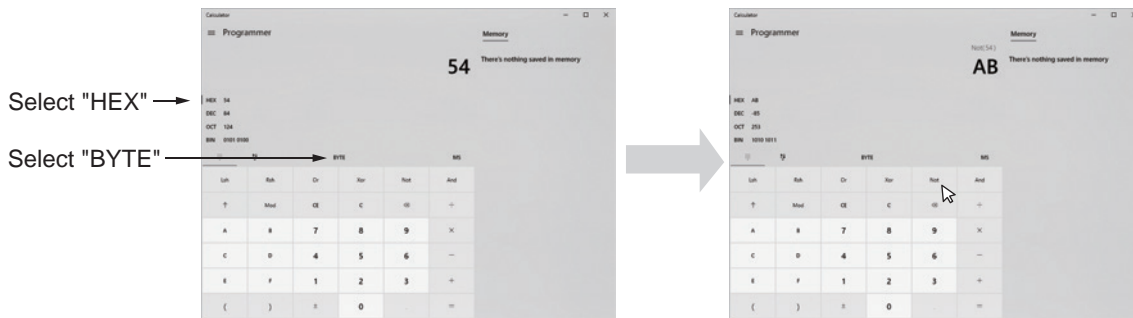 Calculator
≡ Programmer
Memory
There's nothing saved in memory
54
HEX 54
DEC 84
OCT 124
BIN 0101 0100
Select "HEX"
Select "BYTE"
BYTE
MS
Lsh RSh Or Xor Not And
↑ Mod CE C ⌫ ÷
A B 7 8 9 ×
C D 4 5 6 −
E F 1 2 3 +
( ) ± 0 . =
Calculator
≡ Programmer
Memory
There's nothing saved in memory
Not(54)
AB
HEX AB
DEC -85
OCT 253
BIN 1010 1011
BYTE
MS
Lsh RSh Or Xor Not And
↑ Mod CE C ⌫ ÷
A B 7 8 9 ×
C D 4 5 6 −
E F 1 2 3 +
( ) ± 0 . =